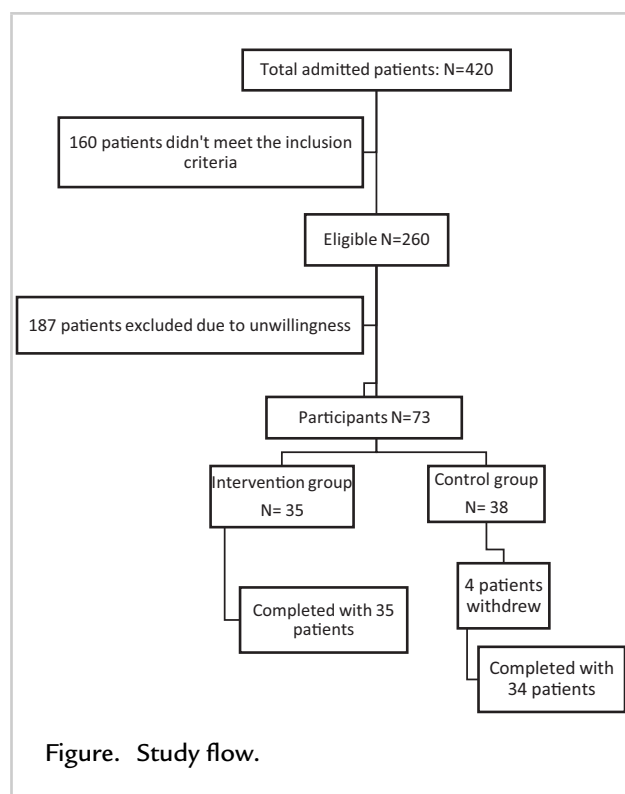 Total admitted patients: N=420
160 patients didn't meet the inclusion
criteria
Eligible N=260
187 patients excluded due to unwillingness
Participants N=73
Intervention group
N= 35
Control group
N= 38
4 patients
withdrew
Completed with 35
patients
Completed with
34 patients
Figure. Study flow.